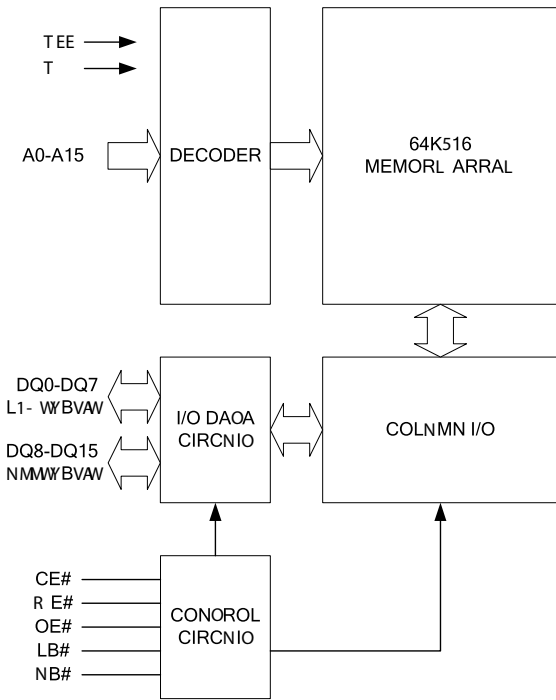 TEE
T
A0-A15
DECODER
64K516
MEMORL ARRAL
DQ0-DQ7
L1- WYBVAW
I/O DAOA
CIRCNIO
COLNMN I/O
DQ8-DQ15
NMMWYBVAW
CE#
R E#
OE#
LB#
NB#
CONOROL
CIRCNIO